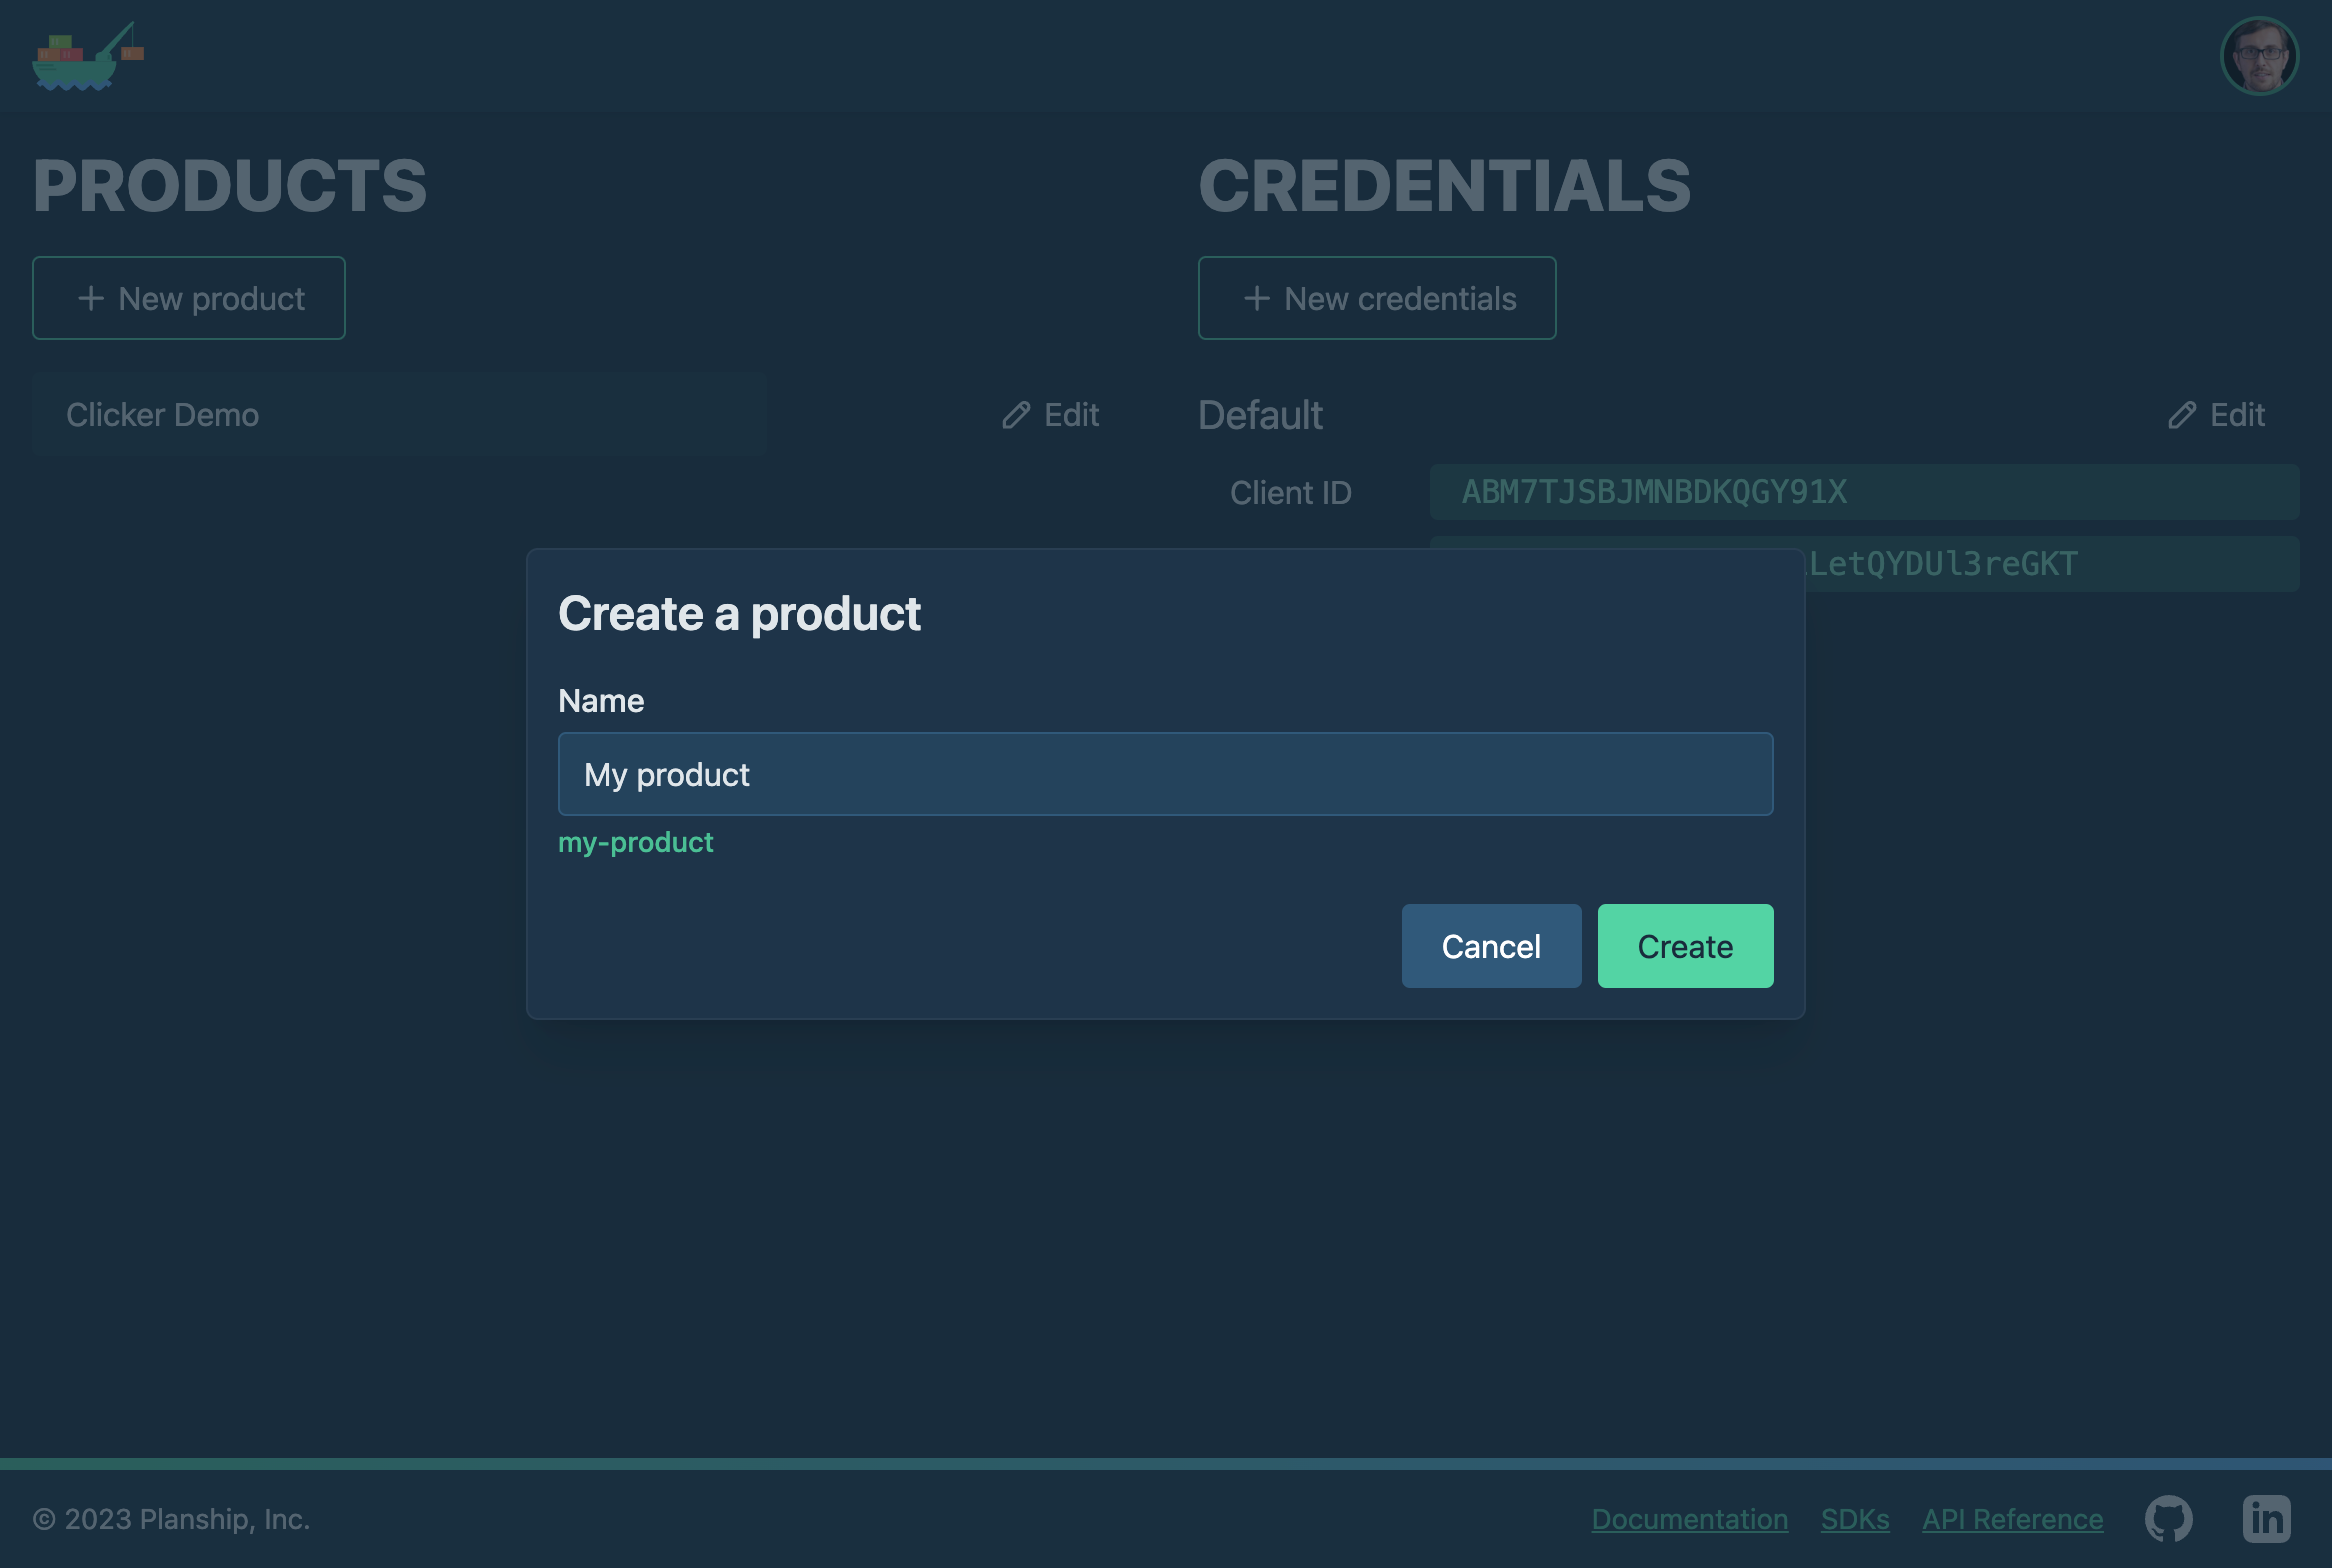 PRODUCTS
+ New product
Clicker Demo
Edit
CREDENTIALS
+ New credentials
Default
Edit
Client ID
ABM7TJSBJMNBDKQGY91X
LetQYDUl3reGKT
Create a product
Name
My product
my-product
Cancel
Create
© 2023 Planship, Inc.
Documentation
SDKs
API Reference
in